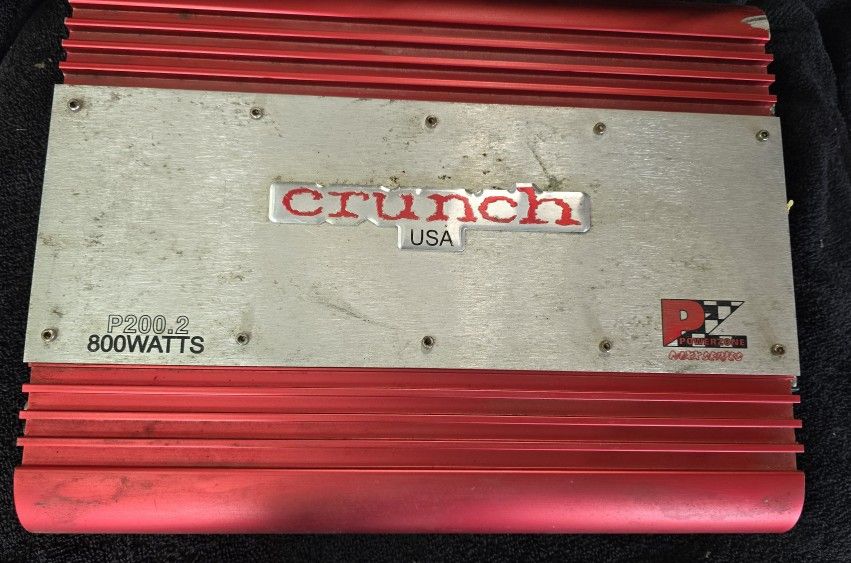 crunch
USA
P200.2
800WATTS
PZ
POWERZONE